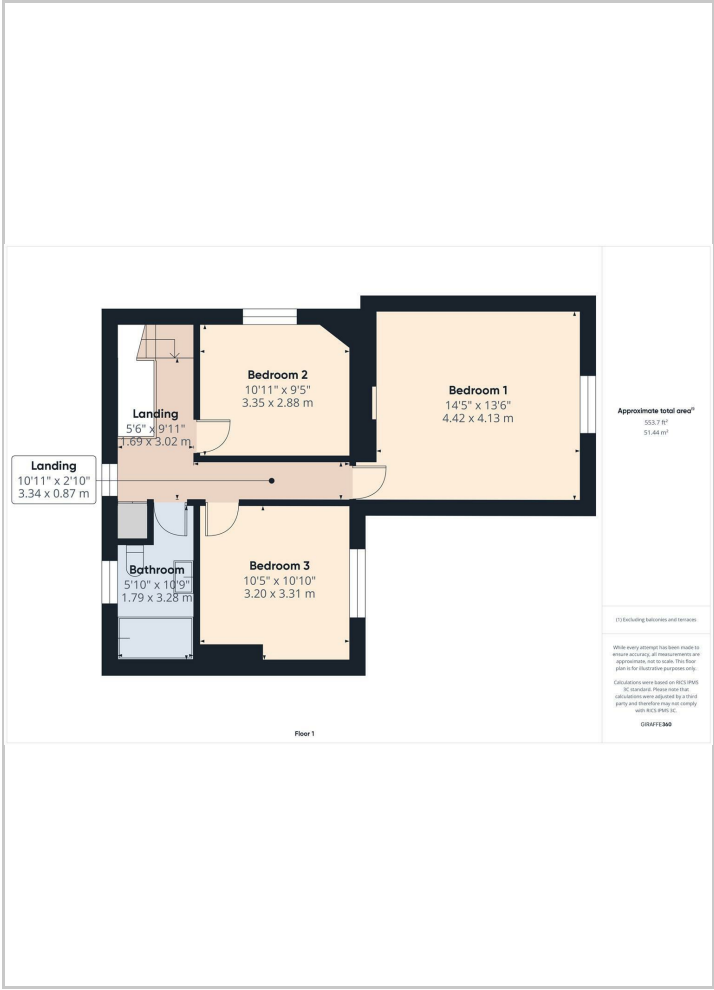 Bedroom 2
10'11" x 9'5"
3.35 x 2.88 m
Bedroom 1
14'5" x 13'6"
4.42 x 4.13 m
Landing
5'6" x 9'11"
1.69 x 3.02 m
Landing
10'11" x 2'10"
3.34 x 0.87 m
Bathroom
5'10" x 10'9"
1.79 x 3.28 m
Bedroom 3
10'5" x 10'10"
3.20 x 3.31 m
Floor 1
Approximate total area⁽¹⁾
553.7 ft²
51.44 m²
(1) Excluding balconies and terraces
While every attempt has been made to
ensure accuracy, all measurements are
approximate, not to scale. This floor
plan is for illustrative purposes only.
Calculations were based on RICS IPMS
3C standard. Please note that
calculations were adjusted by a third
party and therefore may not comply
with RICS IPMS 3C.
GIRAFFE360